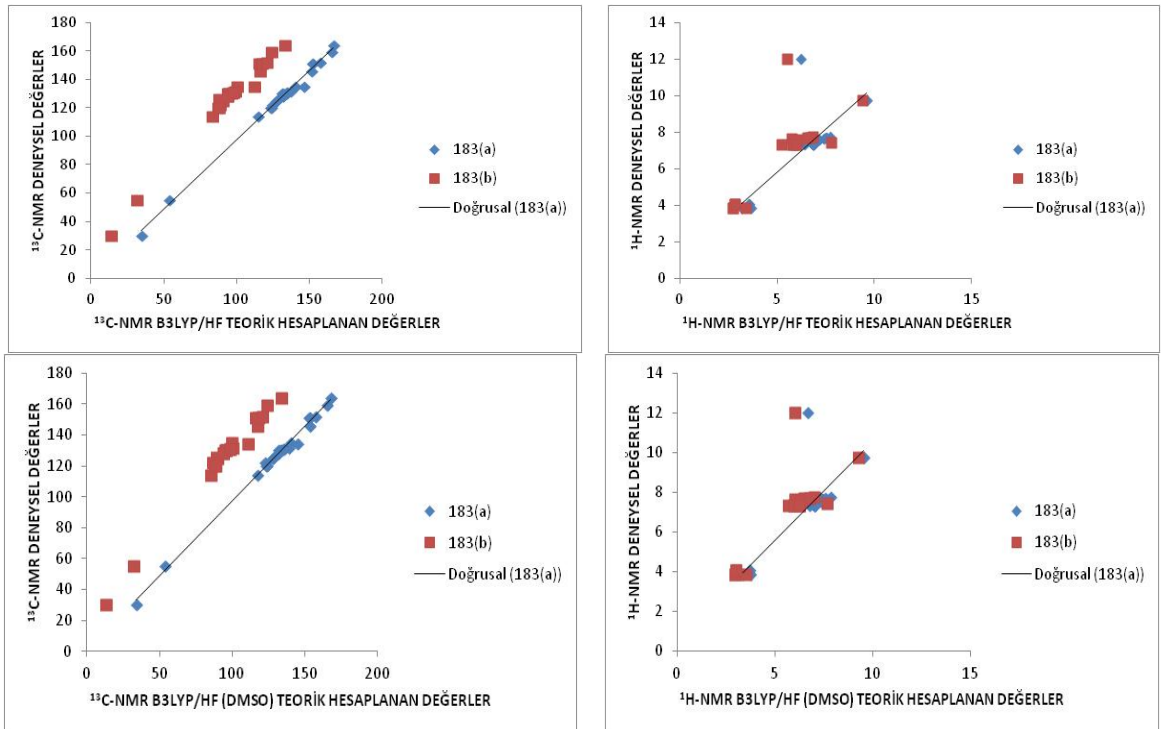 180
160
140
120
100
80
60
40
20
0
0 50 100 150 200
¹³C-NMR DENEYSEL DEĞERLER
¹³C-NMR B3LYP/HF TEORİK HESAPLANAN DEĞERLER
183(a)
183(b)
Doğrusal (183(a))
14
12
10
8
6
4
2
0
0 5 10 15
¹H-NMR DENEYSEL DEĞERLER
¹H-NMR B3LYP/HF TEORİK HESAPLANAN DEĞERLER
183(a)
183(b)
Doğrusal (183(a))
180
160
140
120
100
80
60
40
20
0
0 50 100 150 200
¹³C-NMR DENEYSEL DEĞERLER
¹³C-NMR B3LYP/HF (DMSO) TEORİK HESAPLANAN DEĞERLER
183(a)
183(b)
Doğrusal (183(a))
14
12
10
8
6
4
2
0
0 5 10 15
¹H-NMR DENEYSEL DEĞERLER
¹H-NMR B3LYP/HF (DMSO) TEORİK HESAPLANAN DEĞERLER
183(a)
183(b)
Doğrusal (183(a))